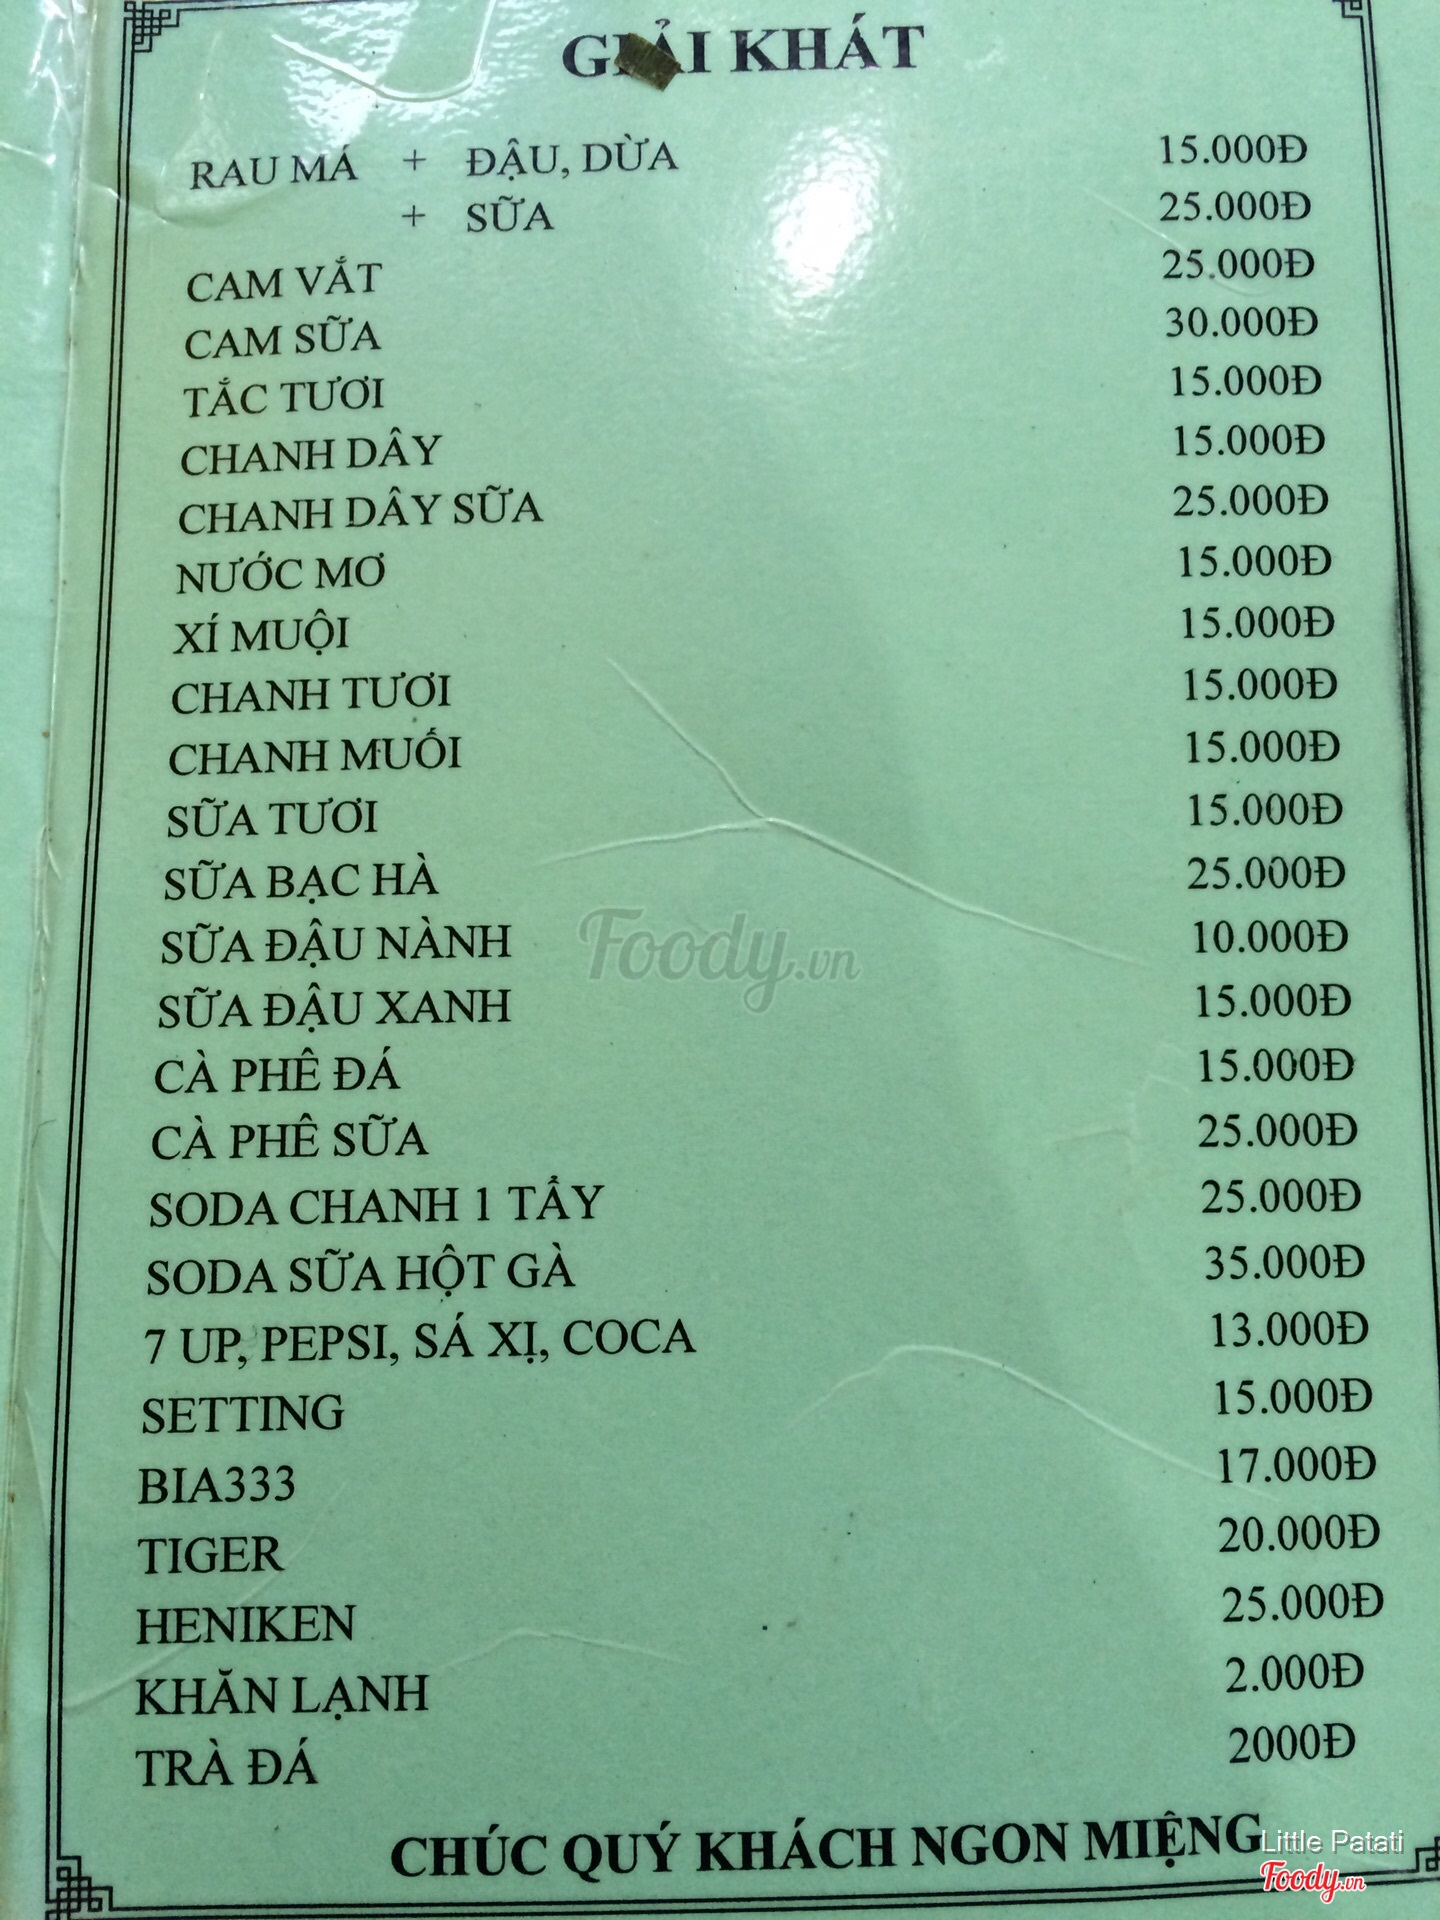 GIẢI KHÁT
RAU MÁ + ĐẬU, DỪA 15.000Đ
+ SỮA 25.000Đ
CAM VẮT 25.000Đ
CAM SỮA 30.000Đ
TẮC TƯƠI 15.000Đ
CHANH DÂY 15.000Đ
CHANH DÂY SỮA 25.000Đ
NƯỚC MƠ 15.000Đ
XÍ MUỘI 15.000Đ
CHANH TƯƠI 15.000Đ
CHANH MUỐI 15.000Đ
SỮA TƯƠI 15.000Đ
SỮA BẠC HÀ 25.000Đ
SỮA ĐẬU NÀNH 10.000Đ
Foody.vn
SỮA ĐẬU XANH 15.000Đ
CÀ PHÊ ĐÁ 15.000Đ
CÀ PHÊ SỮA 25.000Đ
SODA CHANH 1 TẨY 25.000Đ
SODA SỮA HỘT GÀ 35.000Đ
7 UP, PEPSI, SÁ XỊ, COCA 13.000Đ
SETTING 15.000Đ
BIA333 17.000Đ
TIGER 20.000Đ
HENIKEN 25.000Đ
KHĂN LẠNH 2.000Đ
TRÀ ĐÁ 2000Đ
CHÚC QUÝ KHÁCH NGON MIỆNG
Little Patati
Foody.vn